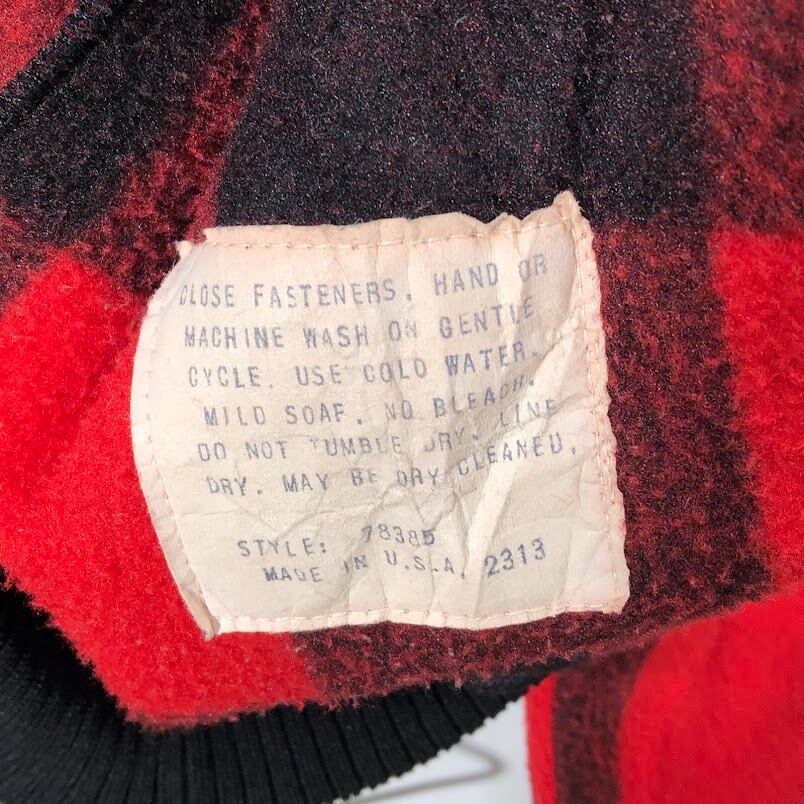 CLOSE FASTENERS. HAND OR
MACHINE WASH ON GENTLE
CYCLE. USE COLD WATER.
MILD SOAP. NO BLEACH.
DO NOT TUMBLE DRY. LINE
DRY. MAY BE DRY CLEANED.
STYLE: 78385
MADE IN U.S.A. 2313